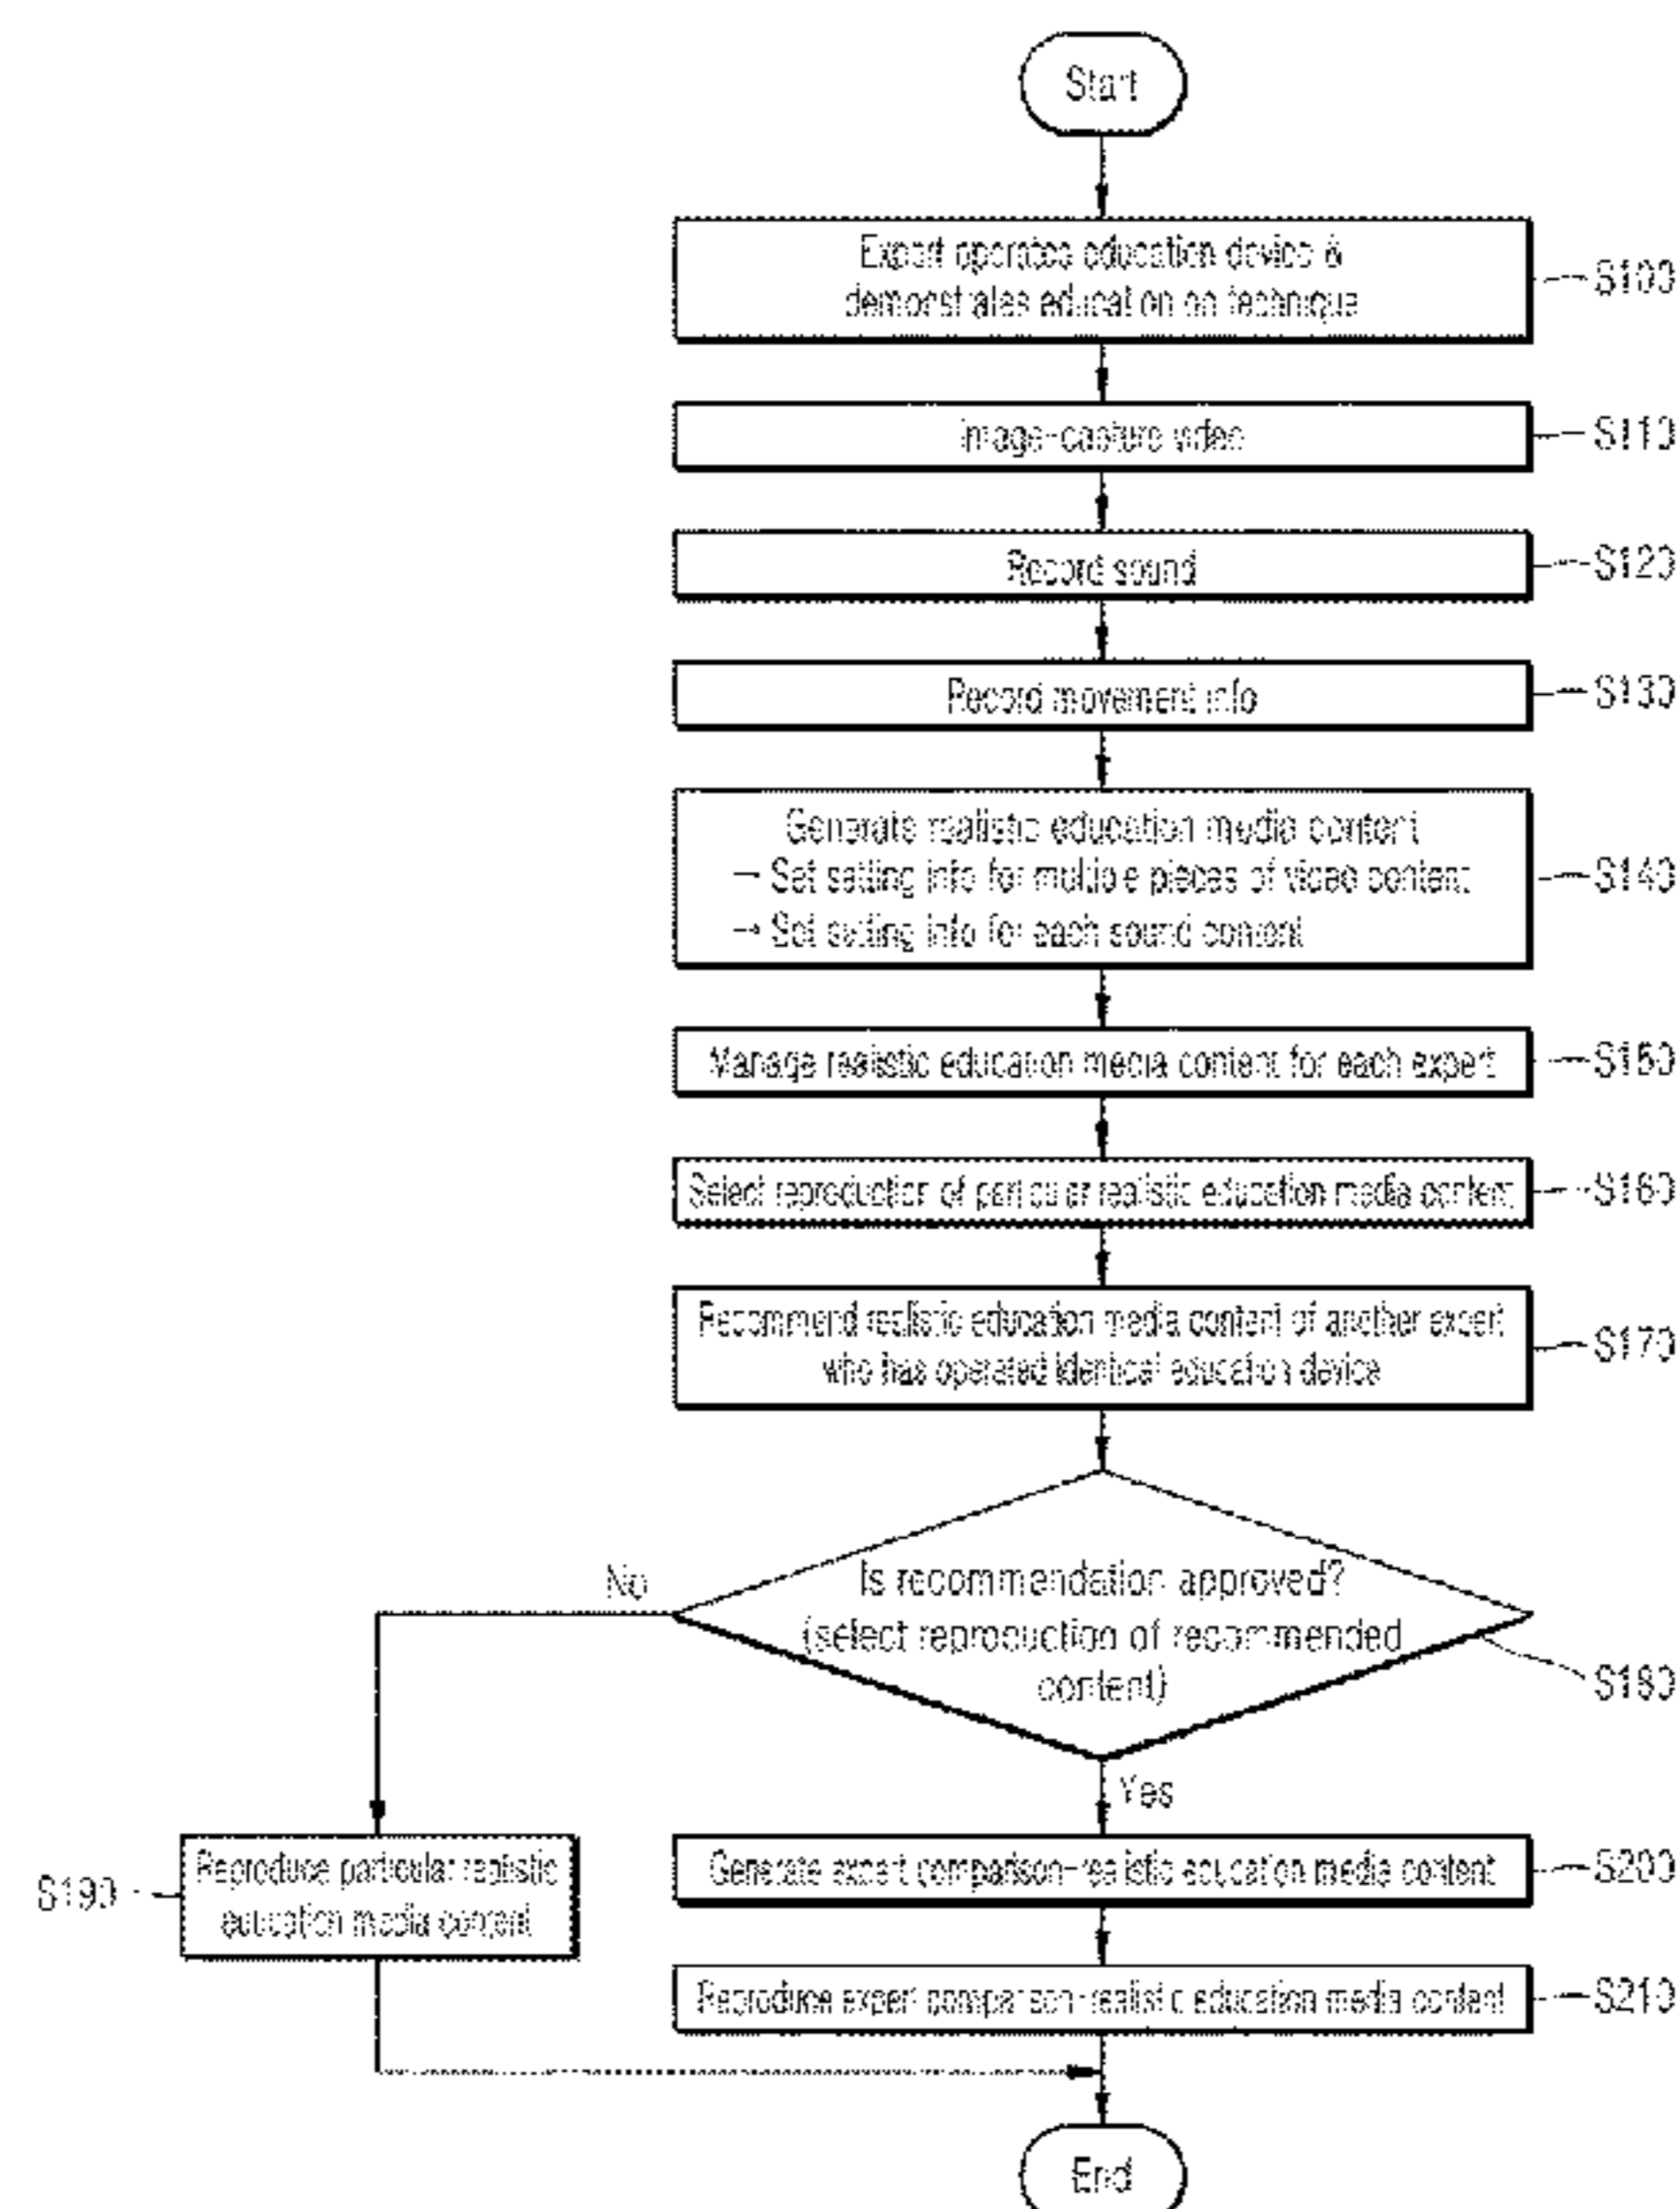 Start
Expert operates education device &
demonstrates education on technique
S100
Image-capture video
S110
Record sound
S120
Record movement info
S130
Generate realistic education media content
→ Set setting info for multiple pieces of video content
→ Set setting info for each sound content
S140
Manage realistic education media content for each expert
S150
Select reproduction of particular realistic education media content
S160
Recommend realistic education media content of another expert
who has operated identical education device
S170
Is recommendation approved?
(select reproduction of recommended
content)
S180
No
Yes
S190
Reproduce particular realistic
education media content
Generate expert comparison-realistic education media content
S200
Reproduce expert comparison-realistic education media content
S210
End